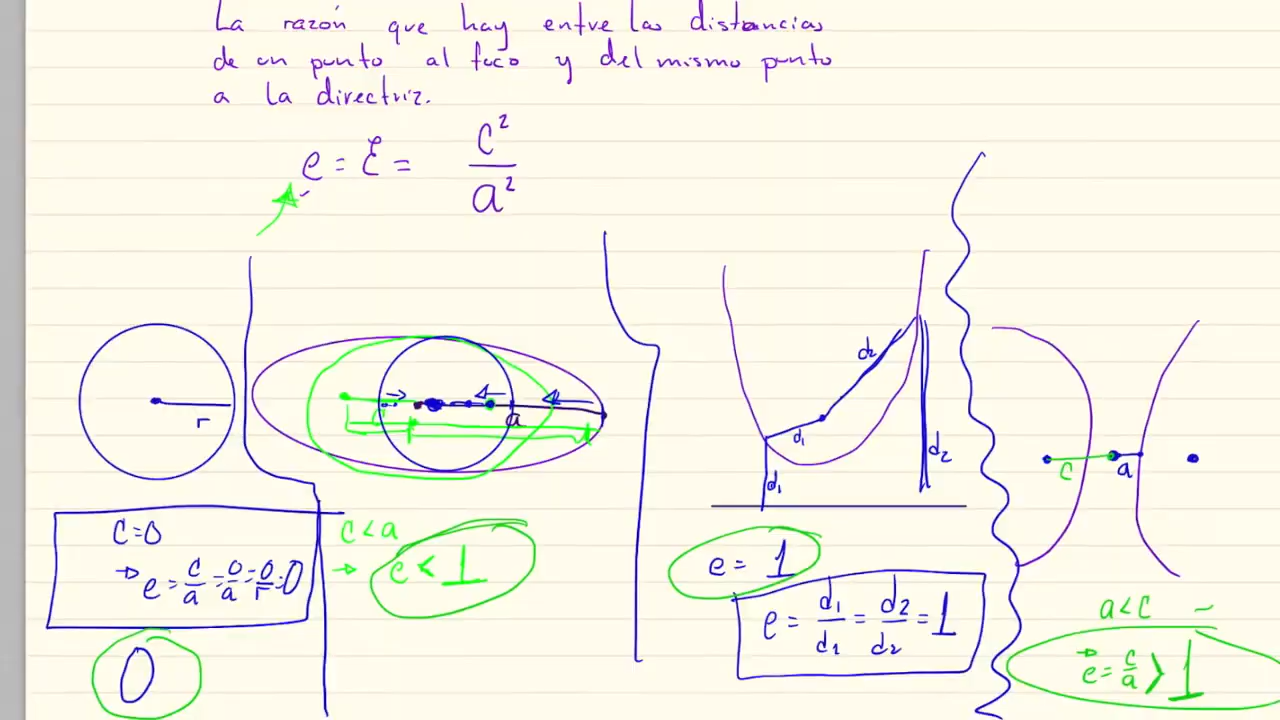 La razón que hay entre las distancias
de un punto al foco y del mismo punto
a la directriz.
e = Ɛ = c²/a²
r
a
c
d₂
d₁
d₁
d₂
c
a
c=0
→ e = c/a = 0/a = 0/r = 0
0
c<a
→ e < 1
e = 1
e = d₁/d₁ = d₂/d₂ = 1
a<c
→ e = c/a > 1